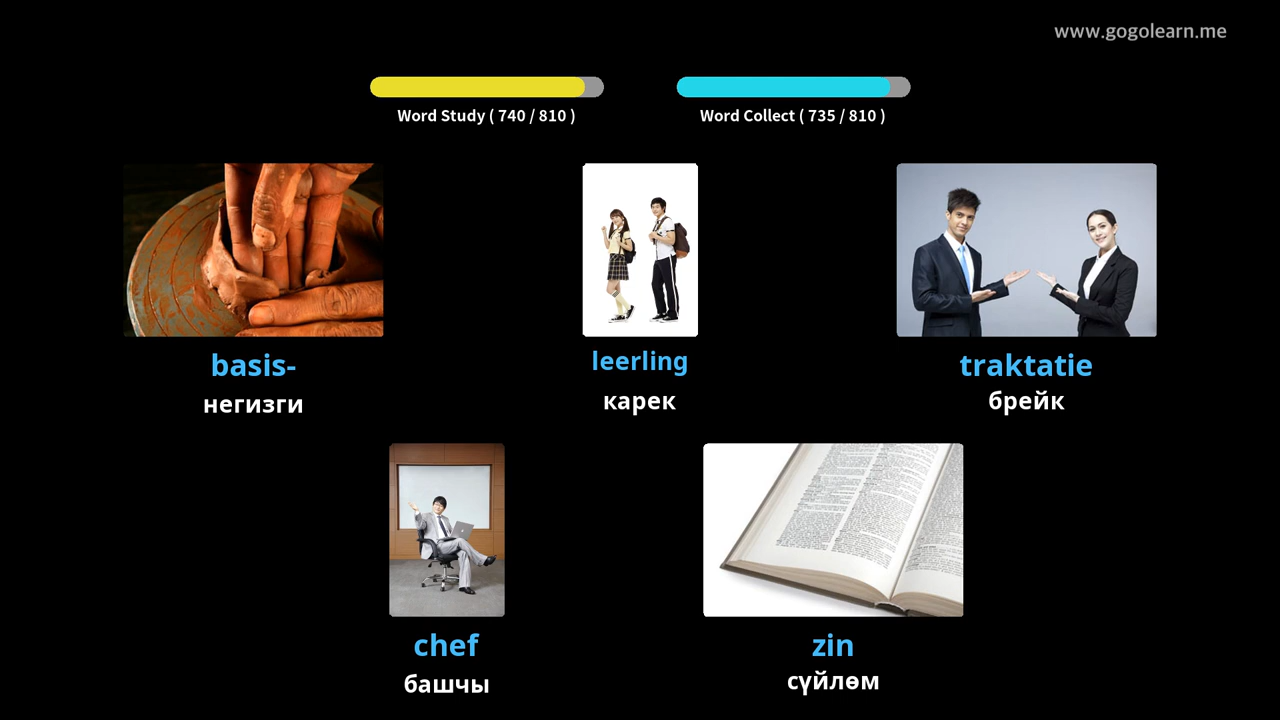 www.gogolearn.me
Word Study ( 740 / 810 )
Word Collect ( 735 / 810 )
basis-
негизги
leerling
карек
traktatie
брейк
chef
башчы
zin
сүйлөм